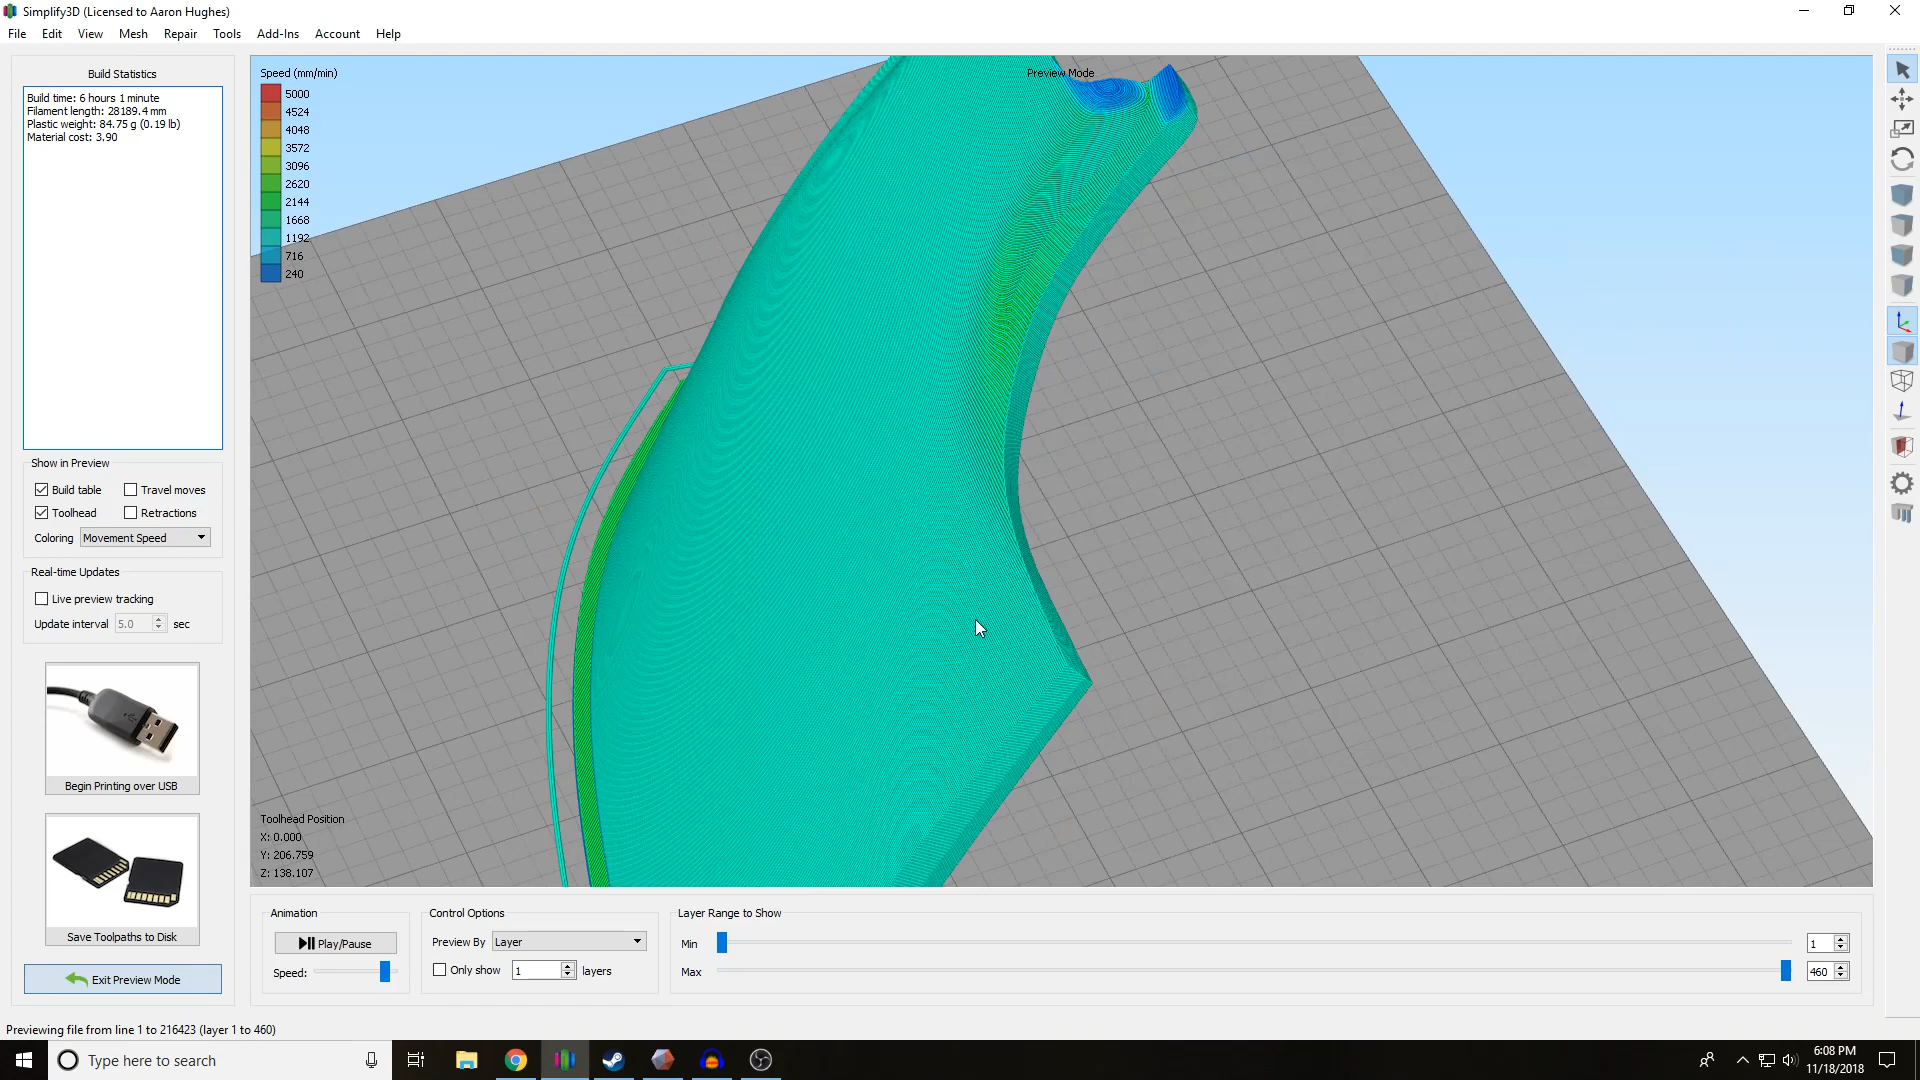 Simplify3D (Licensed to Aaron Hughes)
File Edit View Mesh Repair Tools Add-Ins Account Help
Build Statistics
Build time: 6 hours 1 minute
Filament length: 28189.4 mm
Plastic weight: 84.75 g (0.19 lb)
Material cost: 3.90
Show in Preview
Build table Travel moves
Toolhead Retractions
Coloring Movement Speed
Real-time Updates
Live preview tracking
Update interval 5.0 sec
Begin Printing over USB
Save Toolpaths to Disk
Exit Preview Mode
Speed (mm/min)
5000
4524
4048
3572
3096
2620
2144
1668
1192
716
240
Preview Mode
Toolhead Position
X: 0.000
Y: 206.759
Z: 138.107
Animation
Play/Pause
Speed:
Control Options
Preview By Layer
Only show 1 layers
Layer Range to Show
Min 1
Max 460
Previewing file from line 1 to 216423 (layer 1 to 460)
Type here to search
6:08 PM
11/18/2018